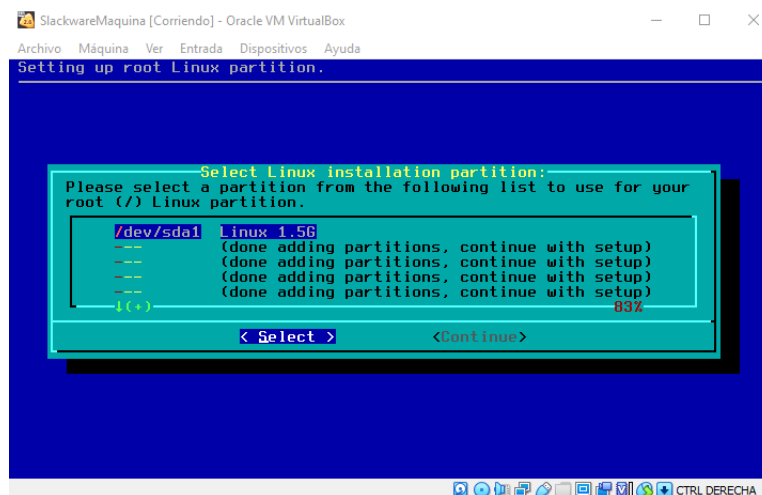 SlackwareMaquina [Corriendo] - Oracle VM VirtualBox
Archivo Máquina Ver Entrada Dispositivos Ayuda
Setting up root Linux partition.
Select Linux installation partition:
Please select a partition from the following list to use for your
root (/) Linux partition.
/dev/sda1 Linux 1.5G
--- (done adding partitions, continue with setup)
--- (done adding partitions, continue with setup)
--- (done adding partitions, continue with setup)
--- (done adding partitions, continue with setup)
↓(+) 83%
< Select > <Continue>
CTRL DERECHA